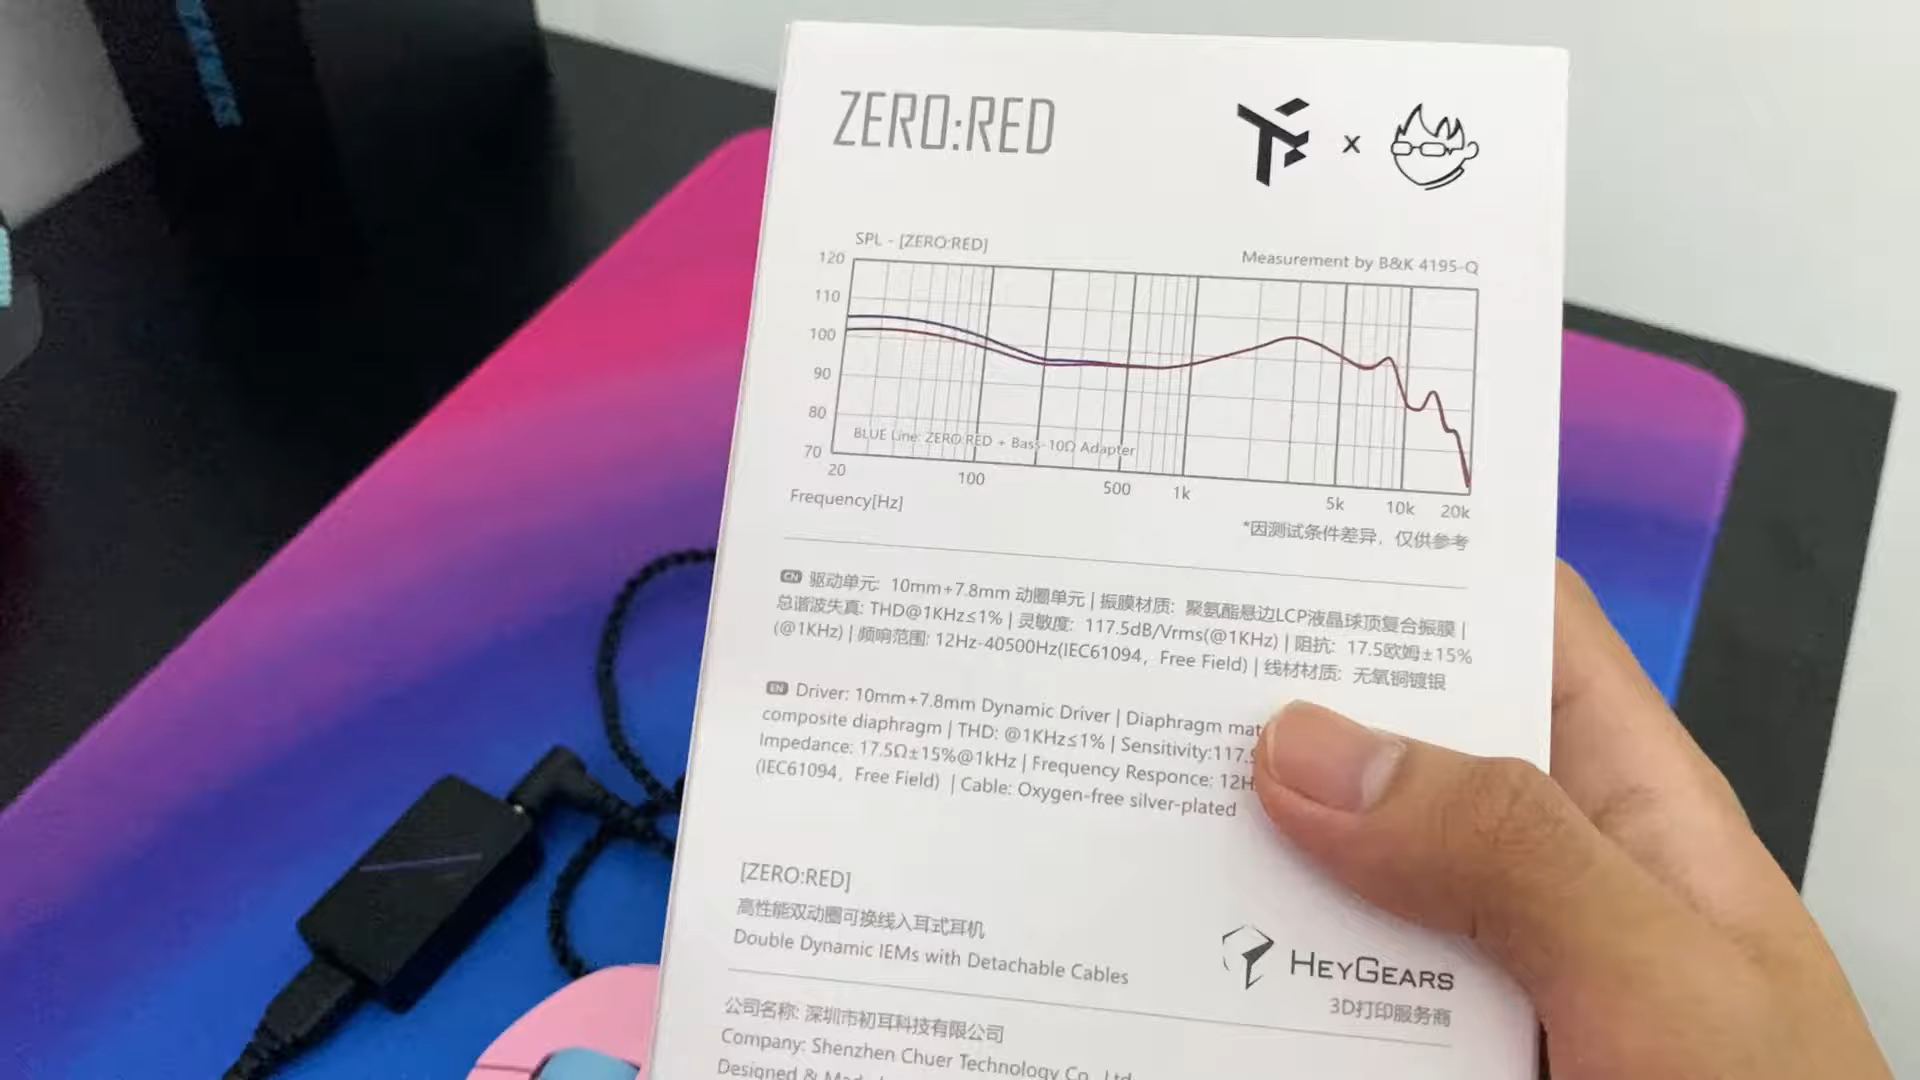 ZERO:RED
x
SPL - [ZERO:RED]
Measurement by B&K 4195-Q
120
110
100
90
80
70
BLUE Line: ZERO:RED + Bass-10Ω Adapter
20
100
500
1k
5k
10k
20k
Frequency[Hz]
*因测试条件差异，仅供参考
CN 驱动单元: 10mm+7.8mm 动圈单元 | 振膜材质: 聚氨酯悬边LCP液晶球顶复合振膜 |
总谐波失真: THD@1KHz≤1% | 灵敏度: 117.5dB/Vrms(@1KHz) | 阻抗: 17.5欧姆±15%
(@1KHz) | 频响范围: 12Hz-40500Hz(IEC61094, Free Field) | 线材材质: 无氧铜镀银
EN Driver: 10mm+7.8mm Dynamic Driver | Diaphragm
composite diaphragm | THD: @1KHz≤1% | Sensitivity:
Impedance: 17.5Ω±15%@1kHz | Frequency Responce:
(IEC61094, Free Field) | Cable: Oxygen-free silver-plated
[ZERO:RED]
高性能双动圈可换线入耳式耳机
Double Dynamic IEMs with Detachable Cables
HEYGEARS
3D打印服务商
公司名称: 深圳市初耳科技有限公司
Company: Shenzhen Chuer Technology Co., Ltd
Designed &